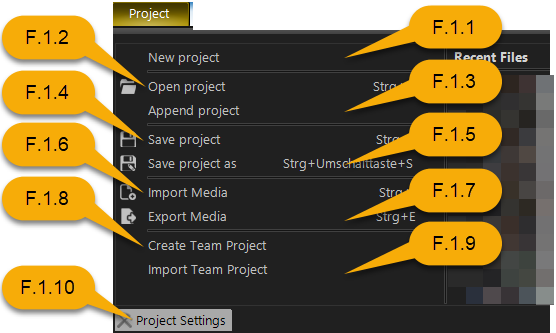 Project
F.1.1
F.1.2
New project
Recent Files
Open project Strg+
F.1.3
F.1.4
Append project
Save project Strg+
F.1.5
F.1.6
Save project as Strg+Umschalttaste+S
Import Media Strg+
F.1.7
F.1.8
Export Media Strg+E
Create Team Project
F.1.9
Import Team Project
F.1.10
Project Settings